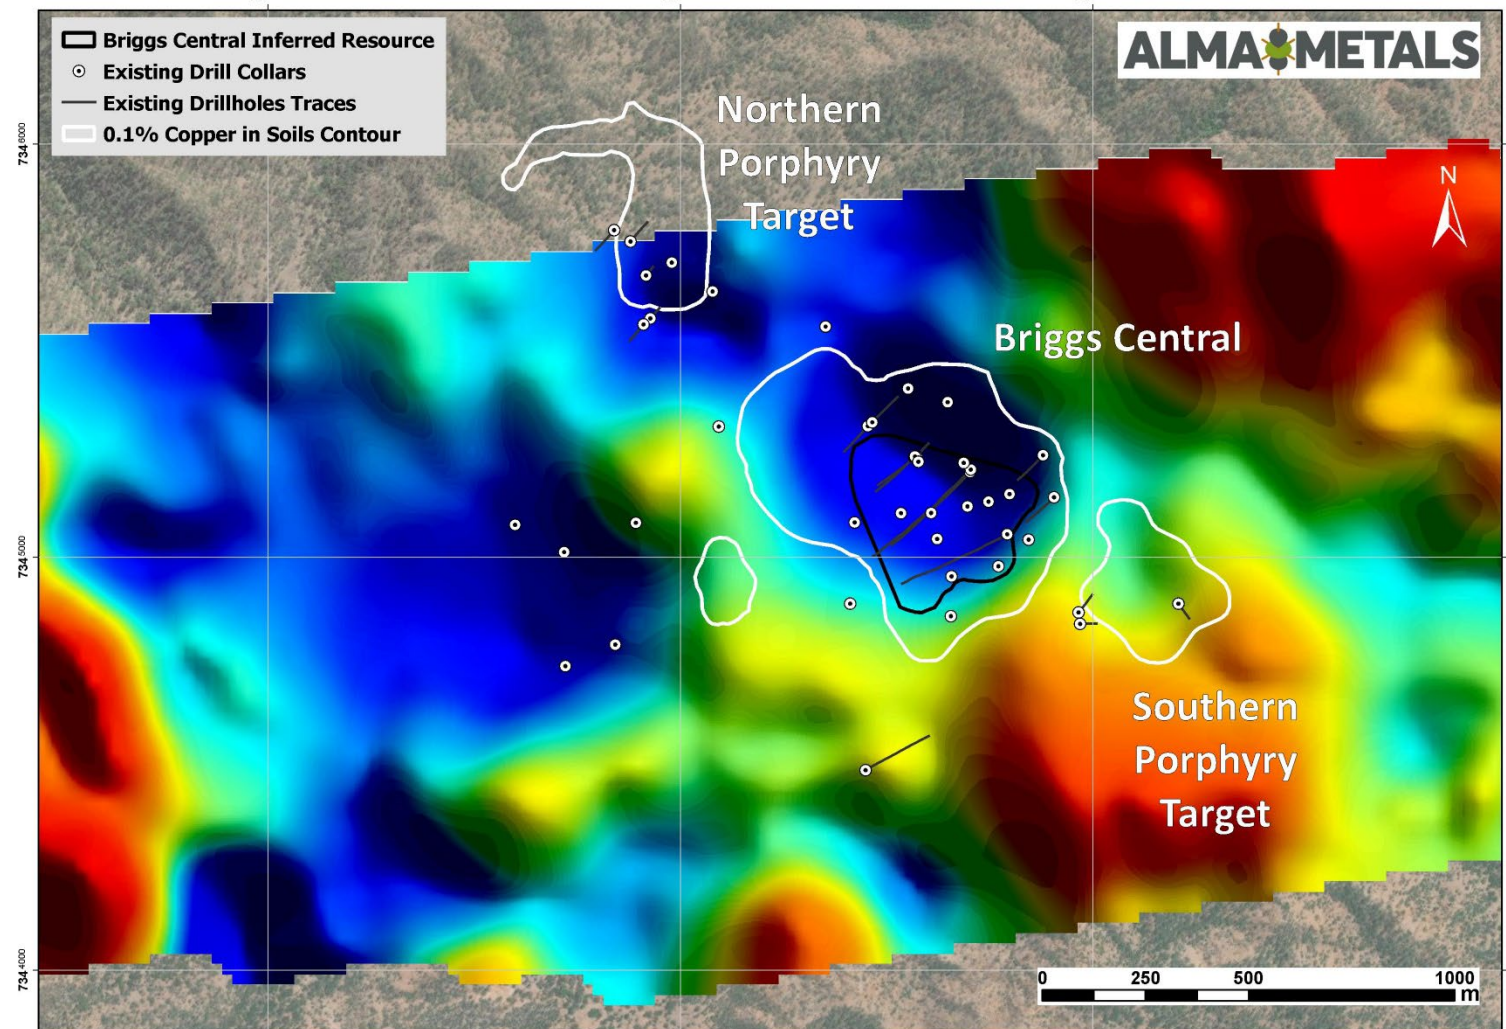 Briggs Central Inferred Resource
Existing Drill Collars
Existing Drillholes Traces
0.1% Copper in Soils Contour
ALMA METALS
Northern
Porphyry
Target
7346000
N
Briggs Central
7345000
Southern
Porphyry
Target
7344000
0 250 500 1000
m